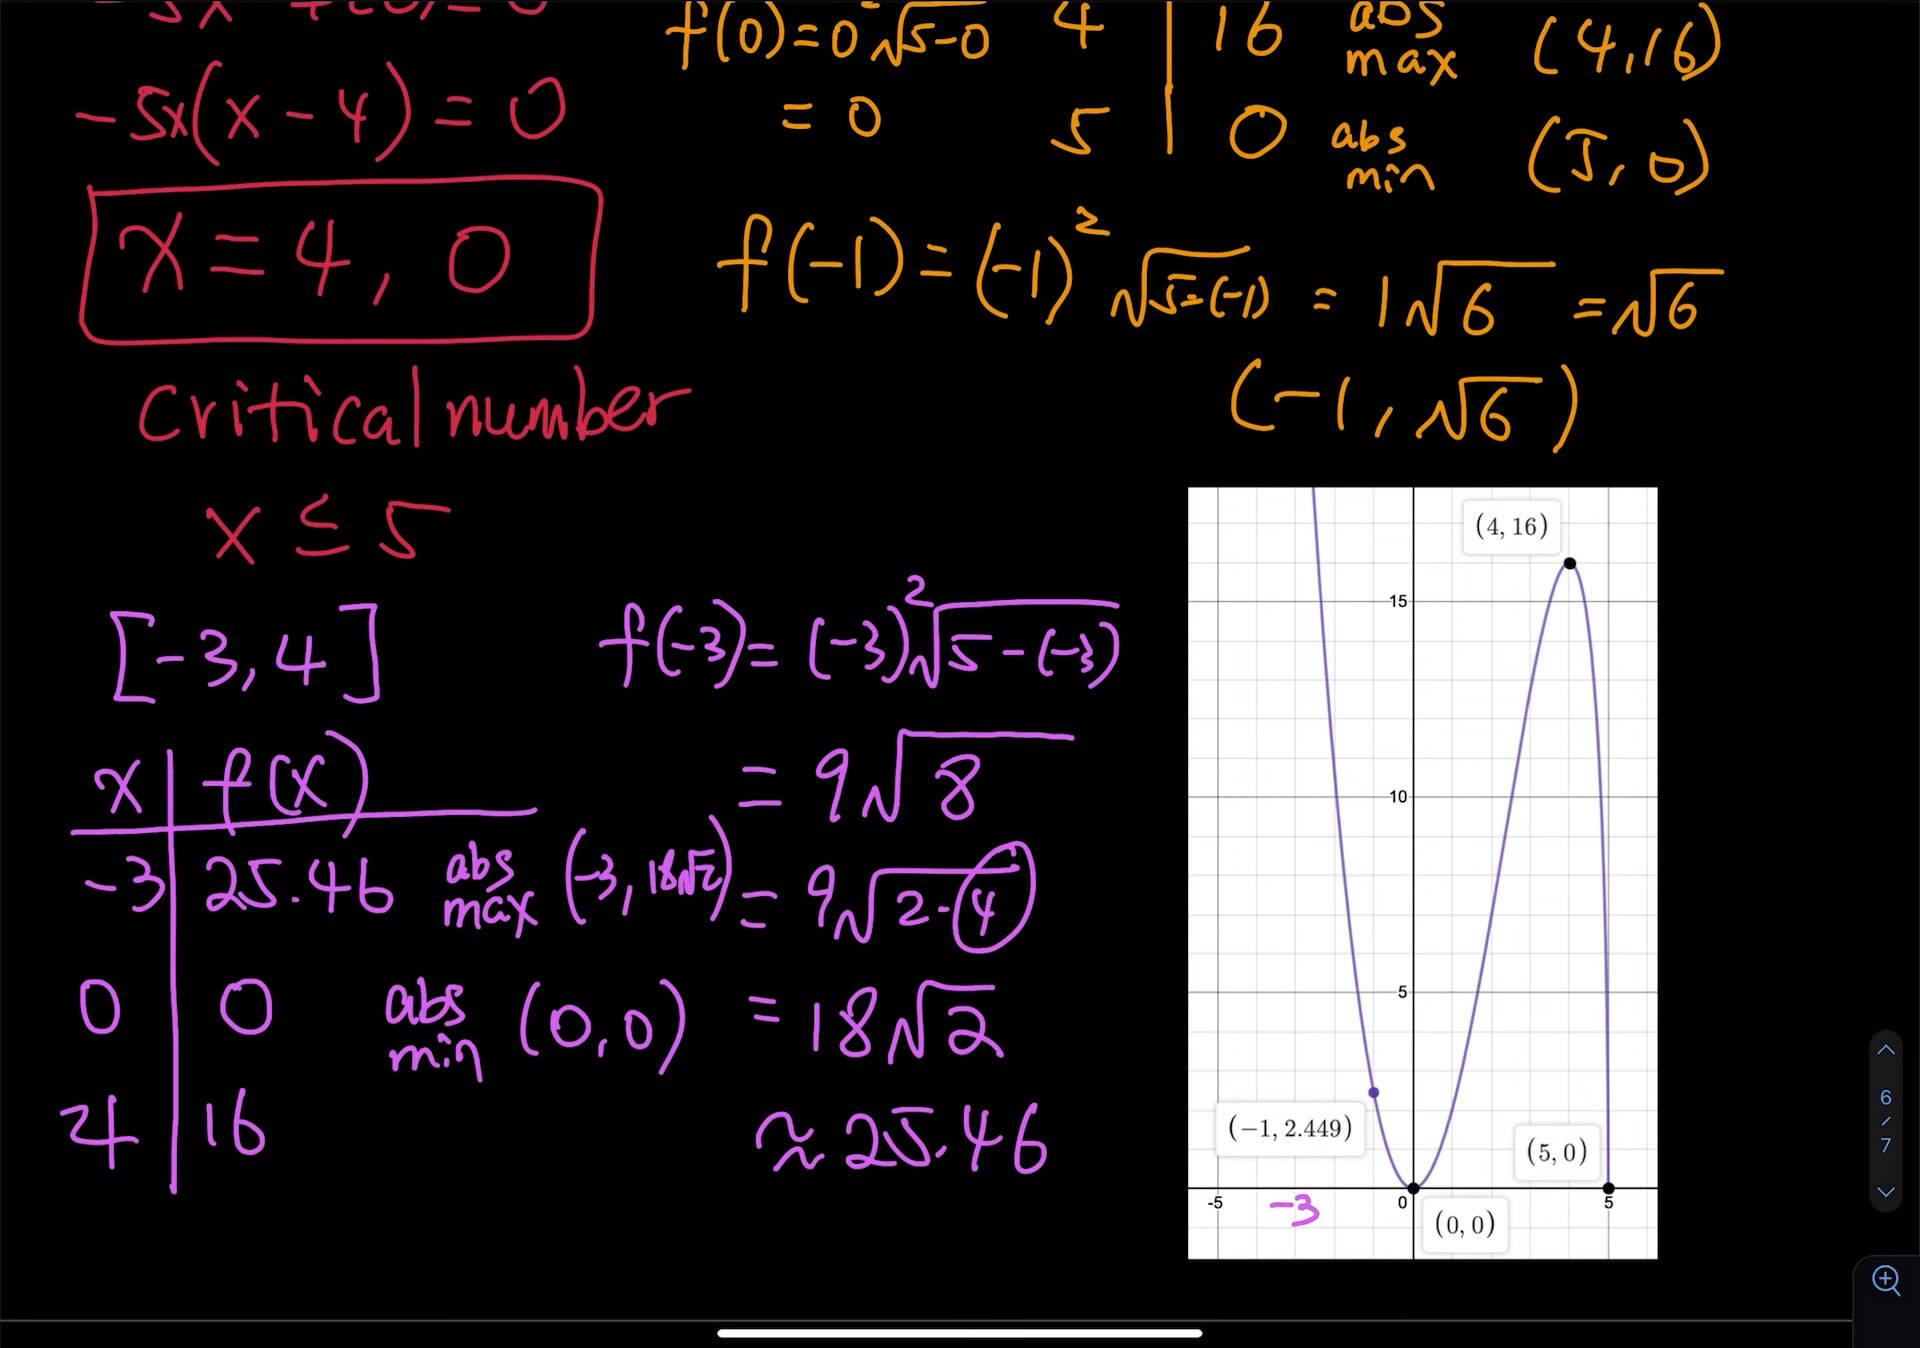 -5x(x-4)=0
x=4, 0
critical number
x ≤ 5
f(0)=0²√5-0 4 | 16 abs max (4,16)
=0 5 | 0 abs min (5,0)
f(-1)=(-1)²√5-(-1) = 1√6 =√6
(-1, √6)
[-3,4]
x | f(x)
-3 | 25.46 abs max (-3, 18√2)
0 | 0 abs min (0,0)
4 | 16
f(-3)= (-3)²√5-(-3)
= 9√8
= 9√2·4
= 18√2
≈ 25.46
(4, 16)
15
10
5
(−1, 2.449)
(5, 0)
-5 -3 0 5
(0, 0)
6
/
7